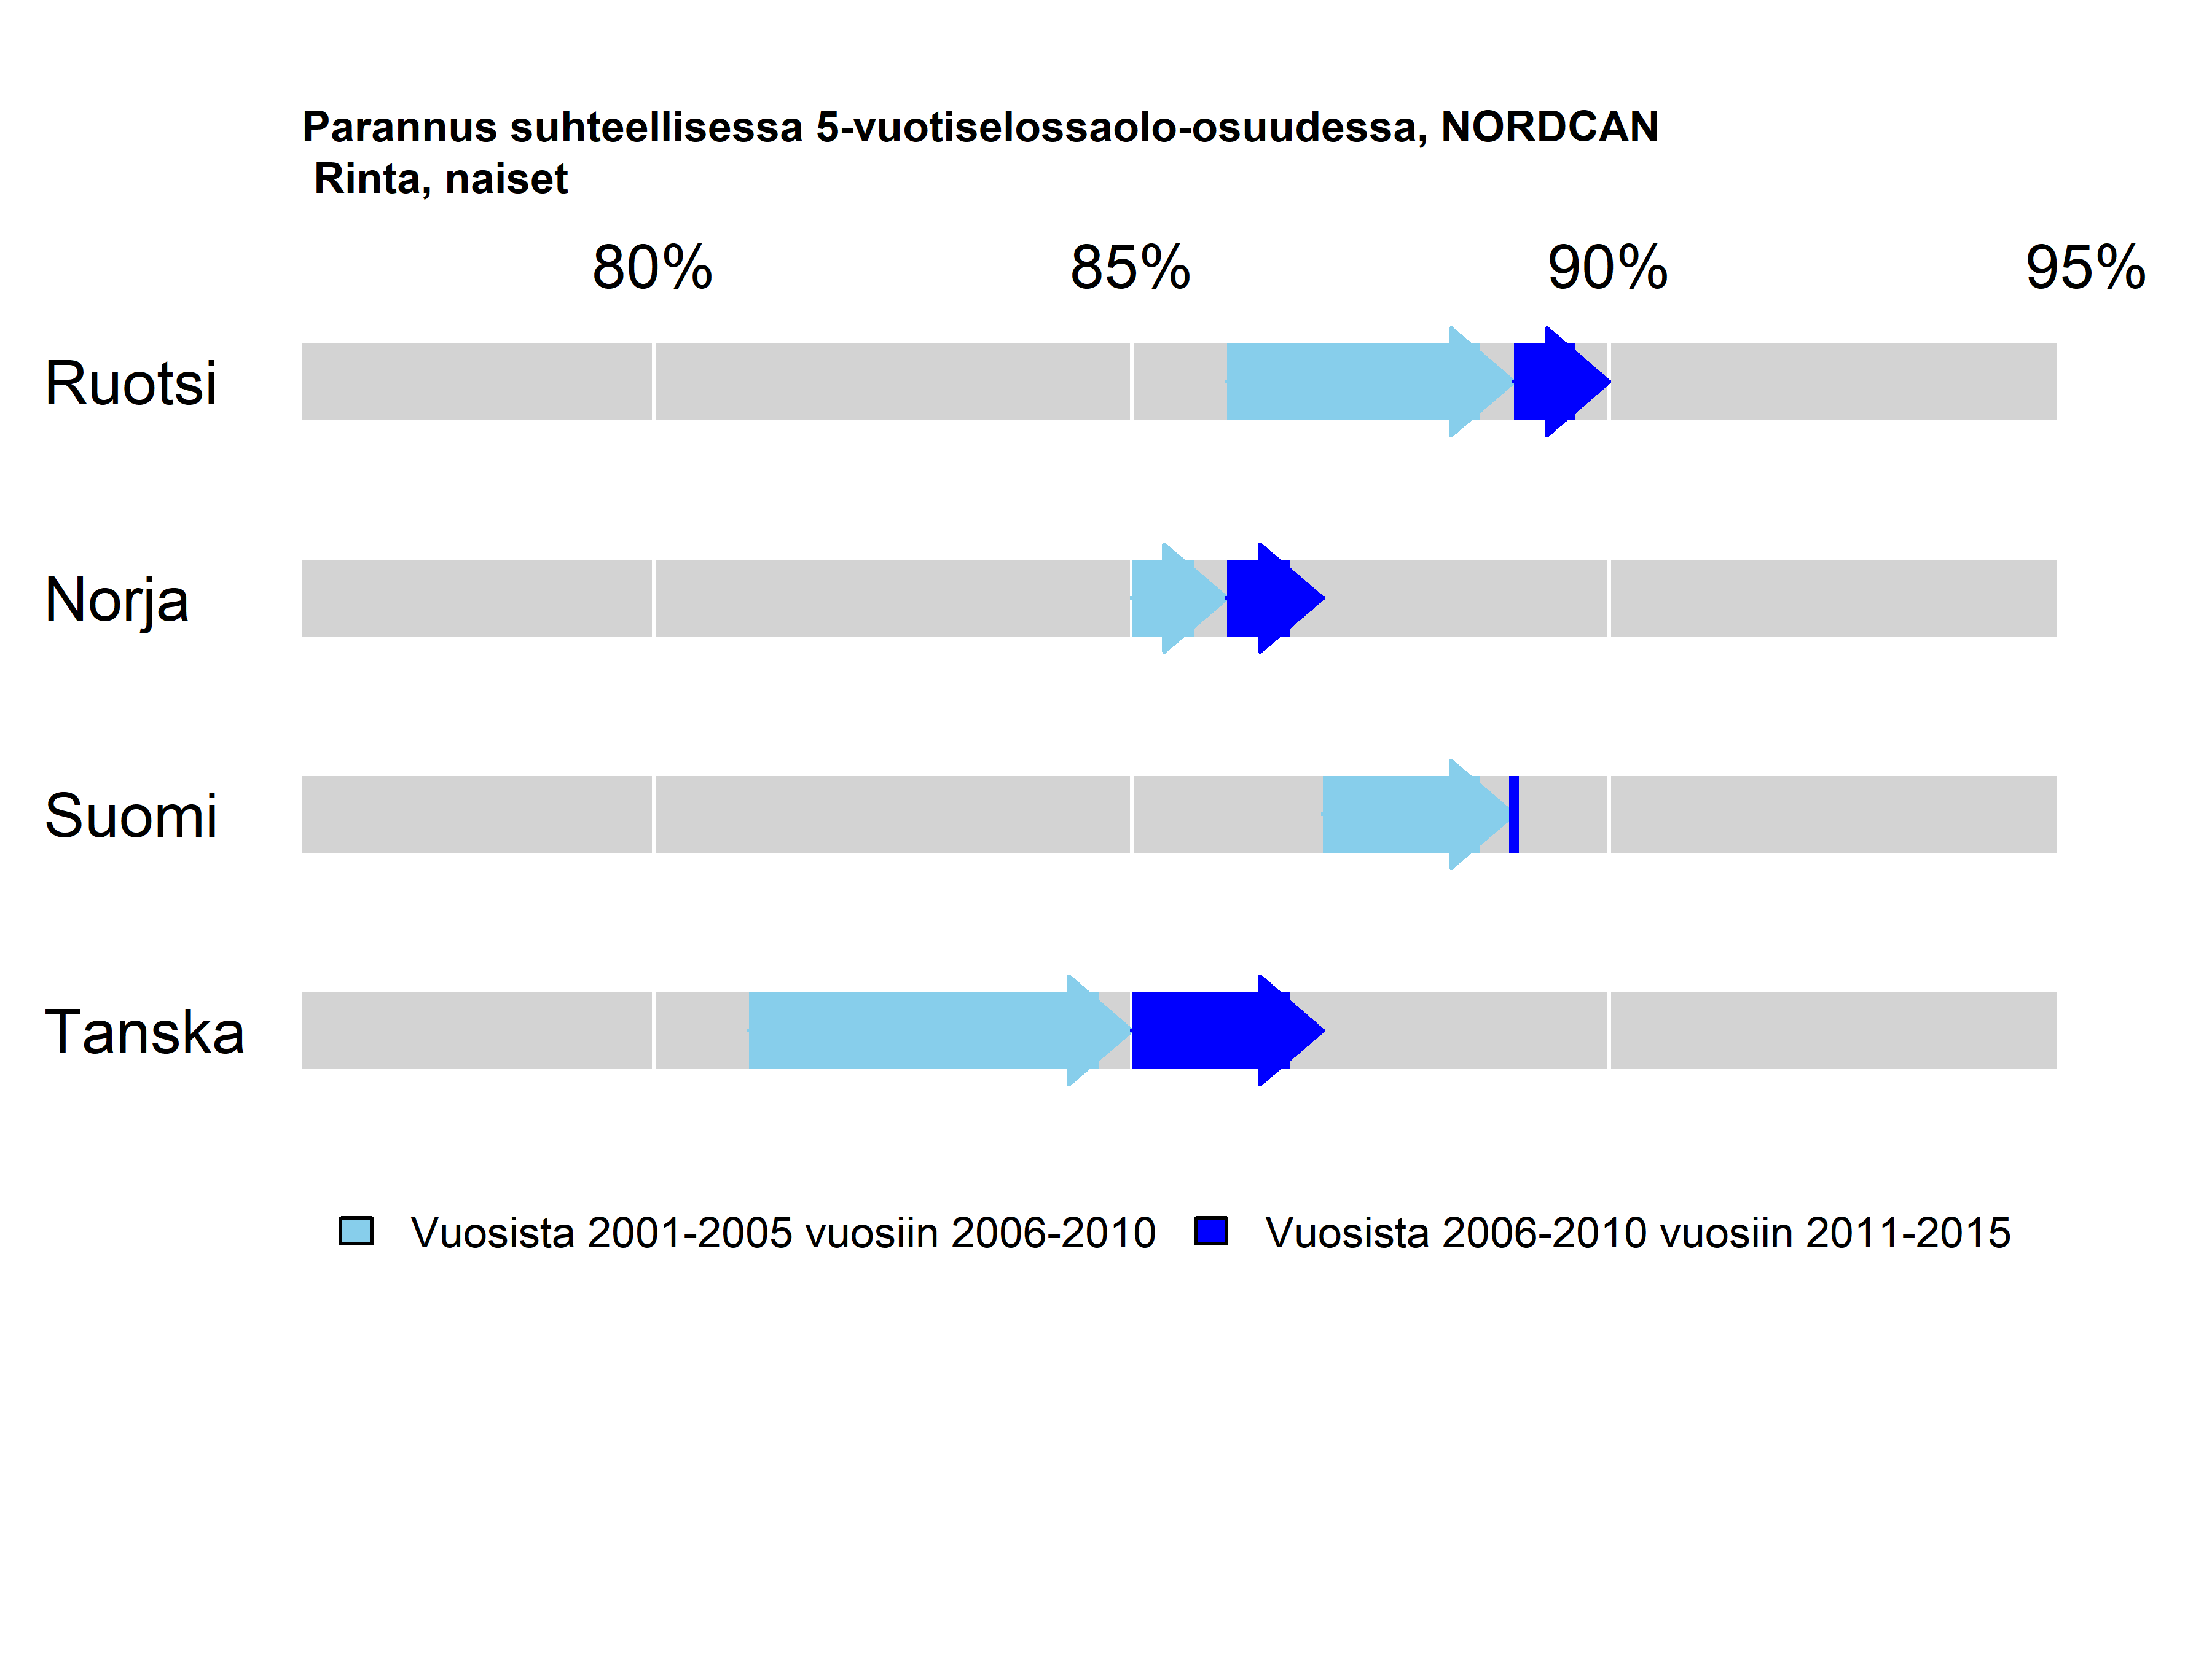 Parannus suhteellisessa 5-vuotiselossaolo-osuudessa, NORDCAN
Rinta, naiset
80% 85% 90% 95%
Ruotsi
Norja
Suomi
Tanska
Vuosista 2001-2005 vuosiin 2006-2010 Vuosista 2006-2010 vuosiin 2011-2015